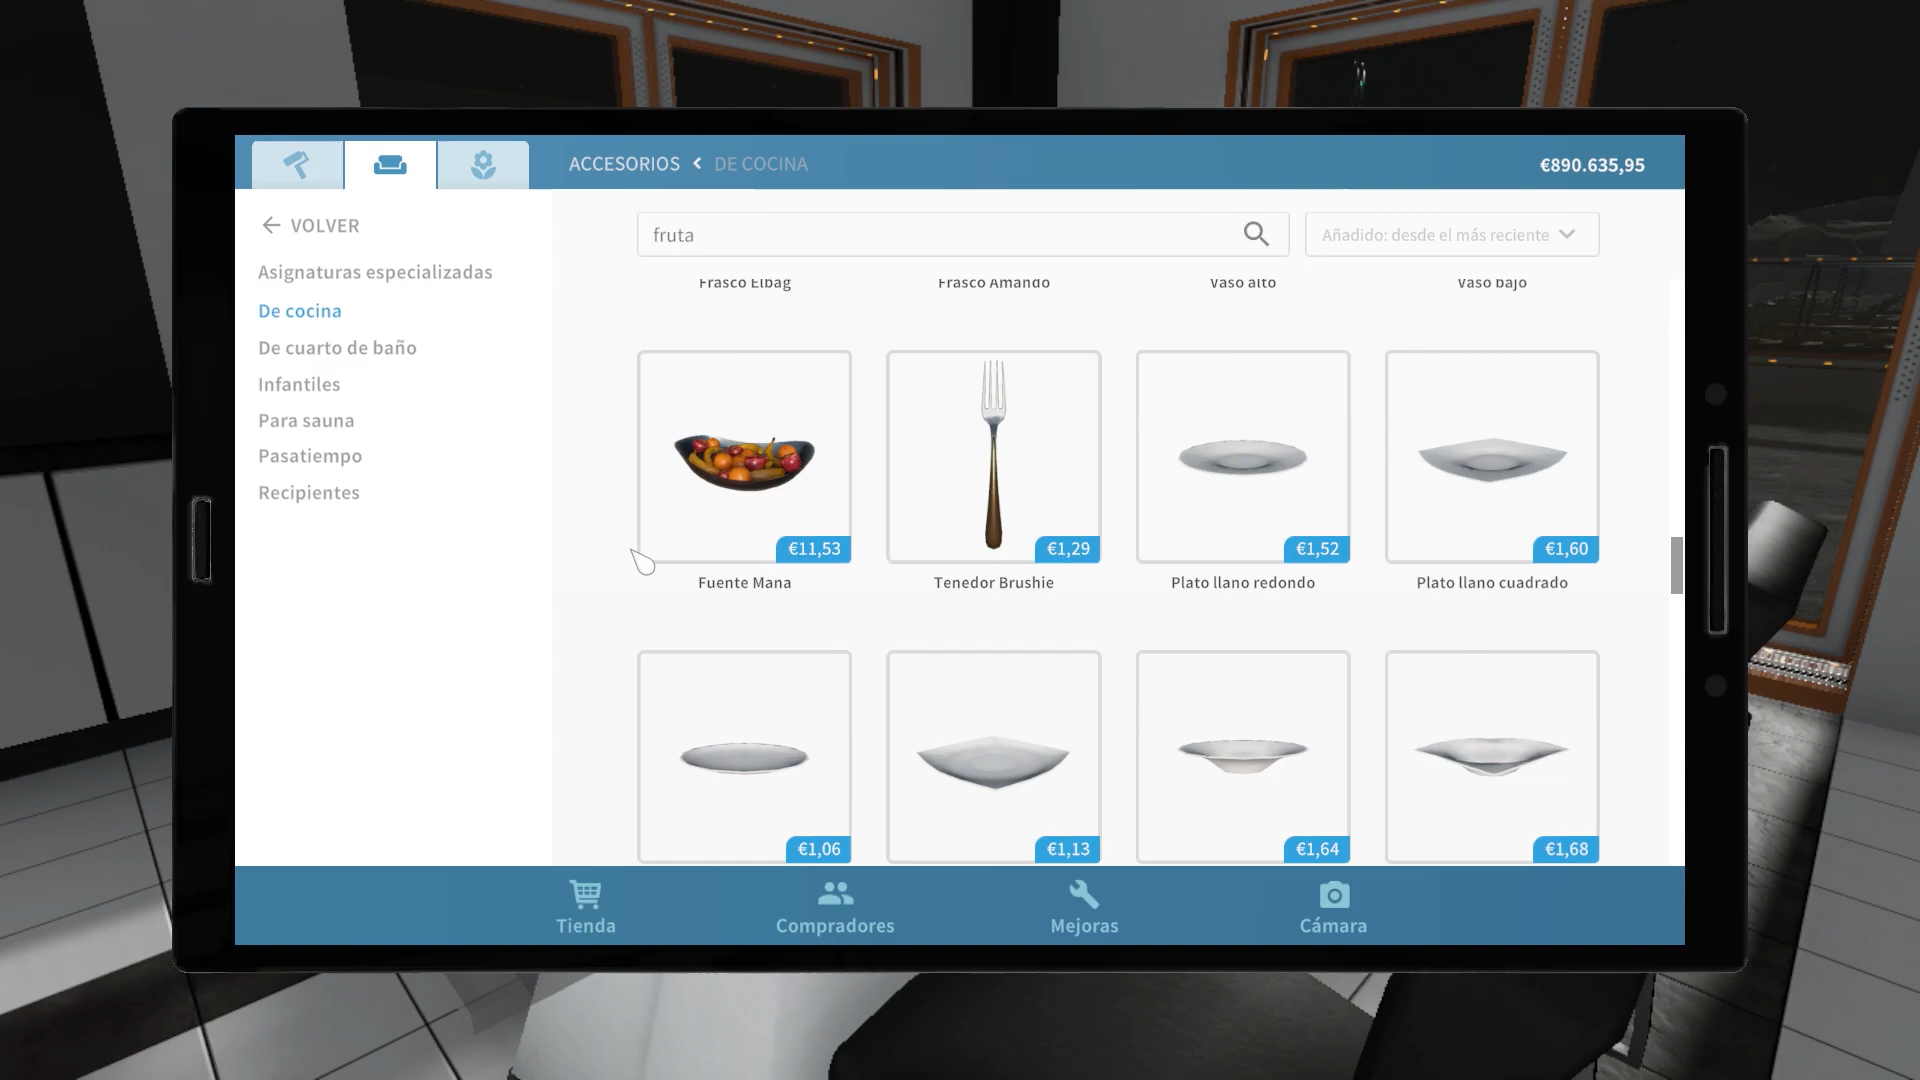 ACCESORIOS DE COCINA
€890.635,95
VOLVER
fruta
Añadido: desde el más reciente
Asignaturas especializadas
De cocina
De cuarto de baño
Infantiles
Para sauna
Pasatiempo
Recipientes
Frasco Elbag
Frasco Amando
Vaso alto
Vaso bajo
€11,53
€1,29
€1,52
€1,60
Fuente Mana
Tenedor Brushie
Plato llano redondo
Plato llano cuadrado
€1,06
€1,13
€1,64
€1,68
Tienda
Compradores
Mejoras
Cámara